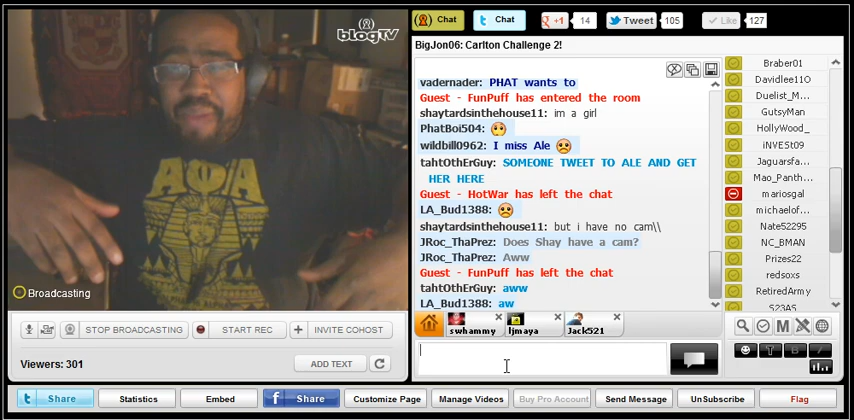 blogTV
Chat
Chat
+1
14
Tweet
105
Like
127
BigJon06: Carlton Challenge 2!
vadernader: PHAT wants to
Guest - FunPuff has entered the room
shaytardsinthehouse11: im a girl
PhatBoi504:
wildbill0962: I miss Ale
tahtOthErGuy: SOMEONE TWEET TO ALE AND GET
HER HERE
Guest - HotWar has left the chat
LA_Bud1388:
shaytardsinthehouse11: but i have no cam\\
JRoc_ThaPrez: Does Shay have a cam?
JRoc_ThaPrez: Aww
Guest - FunPuff has left the chat
tahtOthErGuy: aww
LA_Bud1388: aw
Braber01
Davidlee11O
Duelist_M...
GutsyMan
HollyWood_
iNVESt09
Jaguarsfa...
Mao_Panth...
mariosgal
michaelof...
Nate52295
NC_BMAN
Prizes22
redsoxs
RetiredArmy
S23AS
ΑΦΑ
Broadcasting
STOP BROADCASTING
START REC
INVITE COHOST
Viewers: 301
ADD TEXT
swhammy
ljmaya
Jack521
Share
Statistics
Embed
Share
Customize Page
Manage Videos
Buy Pro Account
Send Message
UnSubscribe
Flag